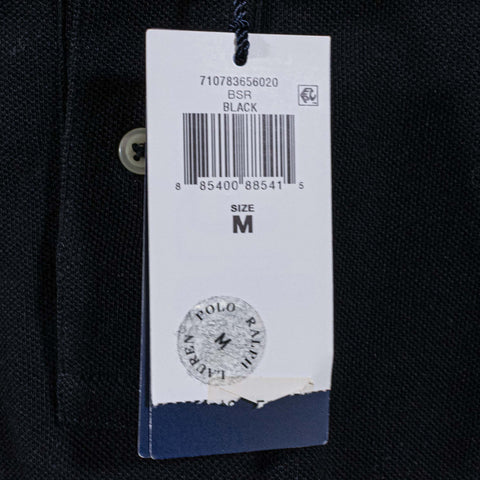 710783656020
BSR
BLACK
8 85400 88541 5
SIZE
M
POLO RALPH LAUREN
M